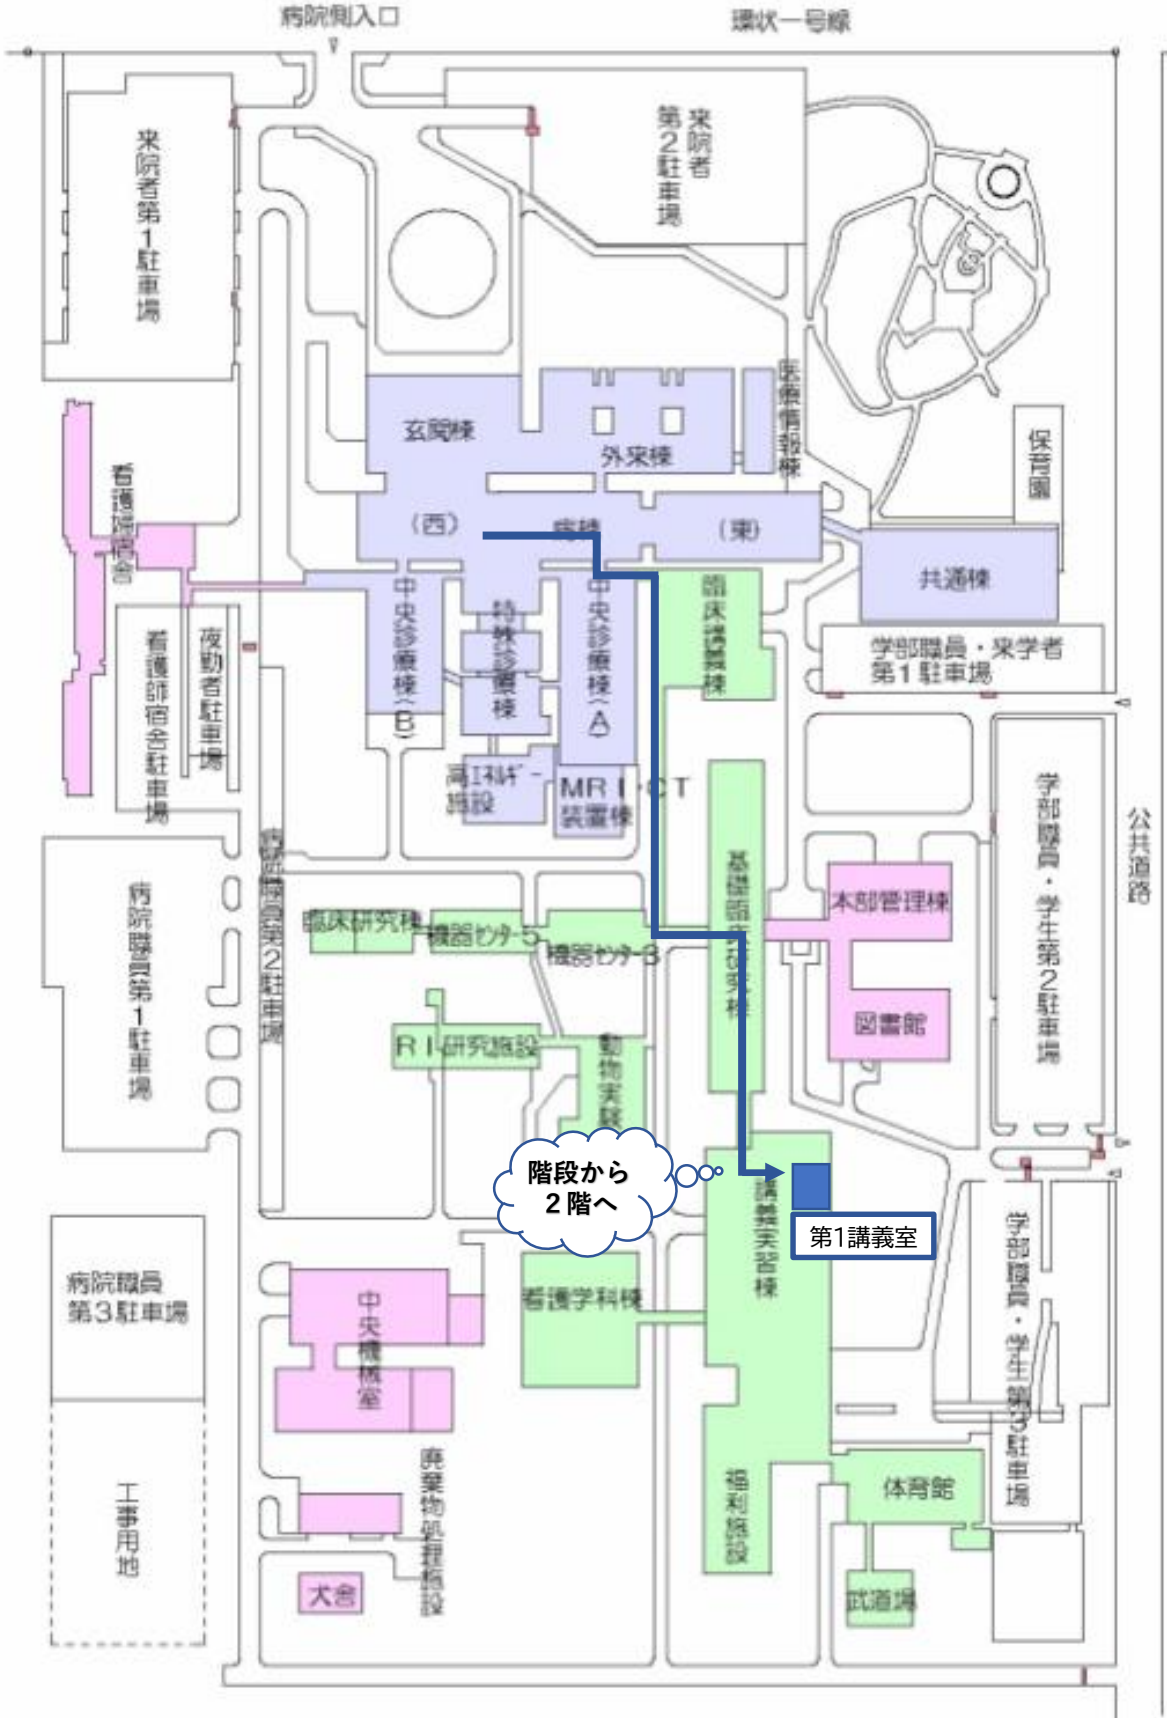 病院側入口
環状一号線
来院者第1駐車場
来院者
第2駐車場
医療情報棟
玄関棟
外来棟
保育園
看護婦宿舎
(西)
病棟
(東)
共通棟
中央診療棟(B)
特殊診療棟
中央診療棟(A)
臨床講義棟
看護師宿舎駐車場
夜勤者駐車場
学部職員・来学者
第1駐車場
高エネルギー
施設
MRI・CT
装置棟
学部職員・学生第2駐車場
公共道路
病院職員第2駐車場
病院職員第1駐車場
基礎臨床研究棟
本部管理棟
臨床研究棟
機器センター5
機器センター3
図書館
RI研究施設
動物実験
階段から
2階へ
講義実習棟
第1講義室
学部職員・学生第3駐車場
病院職員
第3駐車場
中央機械室
看護学科棟
工事用地
廃棄物処理施設
福利施設
体育館
犬舎
武道場